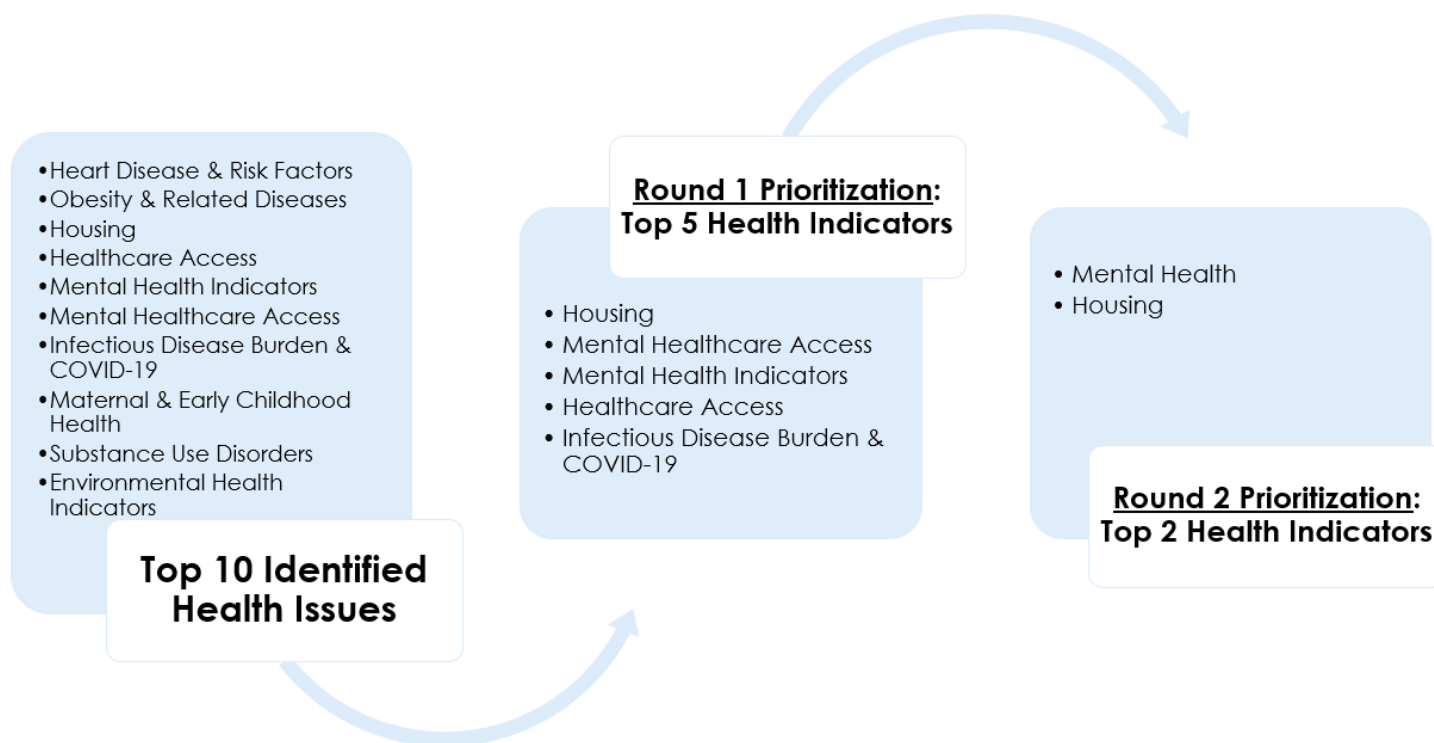 •Heart Disease & Risk Factors
•Obesity & Related Diseases
•Housing
•Healthcare Access
•Mental Health Indicators
•Mental Healthcare Access
•Infectious Disease Burden &
COVID-19
•Maternal & Early Childhood
Health
•Substance Use Disorders
•Environmental Health
Indicators
Top 10 Identified
Health Issues
Round 1 Prioritization:
Top 5 Health Indicators
• Housing
• Mental Healthcare Access
• Mental Health Indicators
• Healthcare Access
• Infectious Disease Burden &
COVID-19
• Mental Health
• Housing
Round 2 Prioritization:
Top 2 Health Indicators